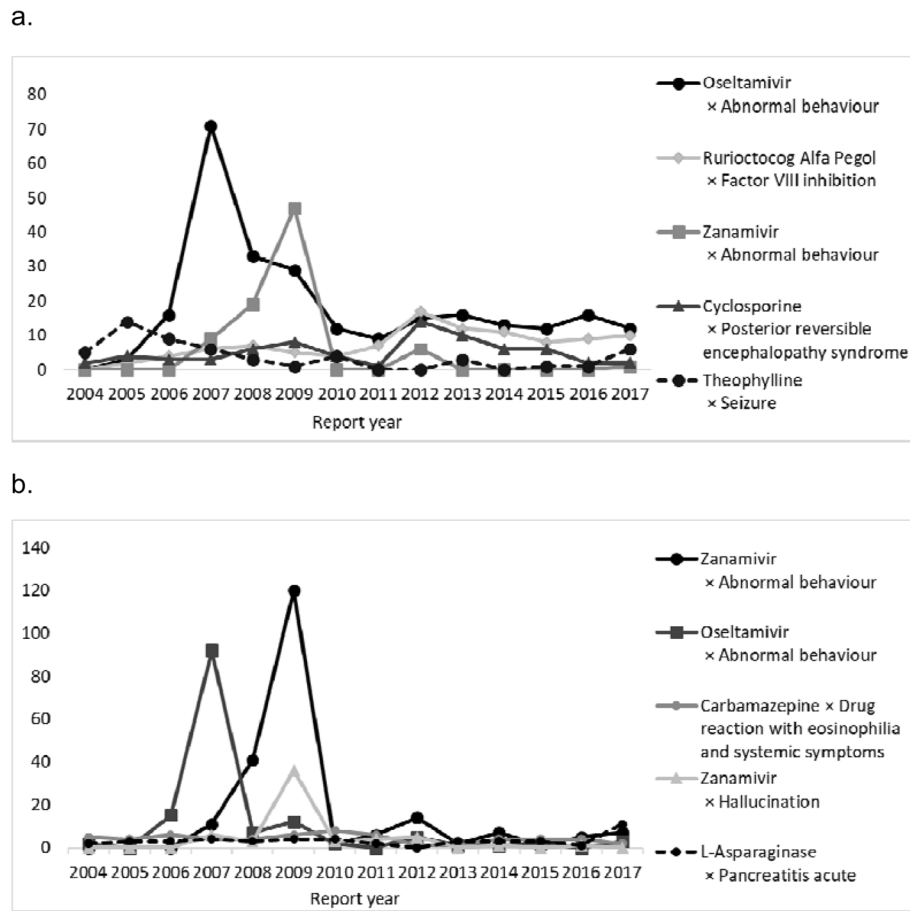 a.
80
70
60
50
40
30
20
10
0
2004 2005 2006 2007 2008 2009 2010 2011 2012 2013 2014 2015 2016 2017
Report year
Oseltamivir
× Abnormal behaviour
Rurioctocog Alfa Pegol
× Factor VIII inhibition
Zanamivir
× Abnormal behaviour
Cyclosporine
× Posterior reversible
encephalopathy syndrome
Theophylline
× Seizure
b.
140
120
100
80
60
40
20
0
2004 2005 2006 2007 2008 2009 2010 2011 2012 2013 2014 2015 2016 2017
Report year
Zanamivir
× Abnormal behaviour
Oseltamivir
× Abnormal behaviour
Carbamazepine × Drug
reaction with eosinophilia
and systemic symptoms
Zanamivir
× Hallucination
L-Asparaginase
× Pancreatitis acute